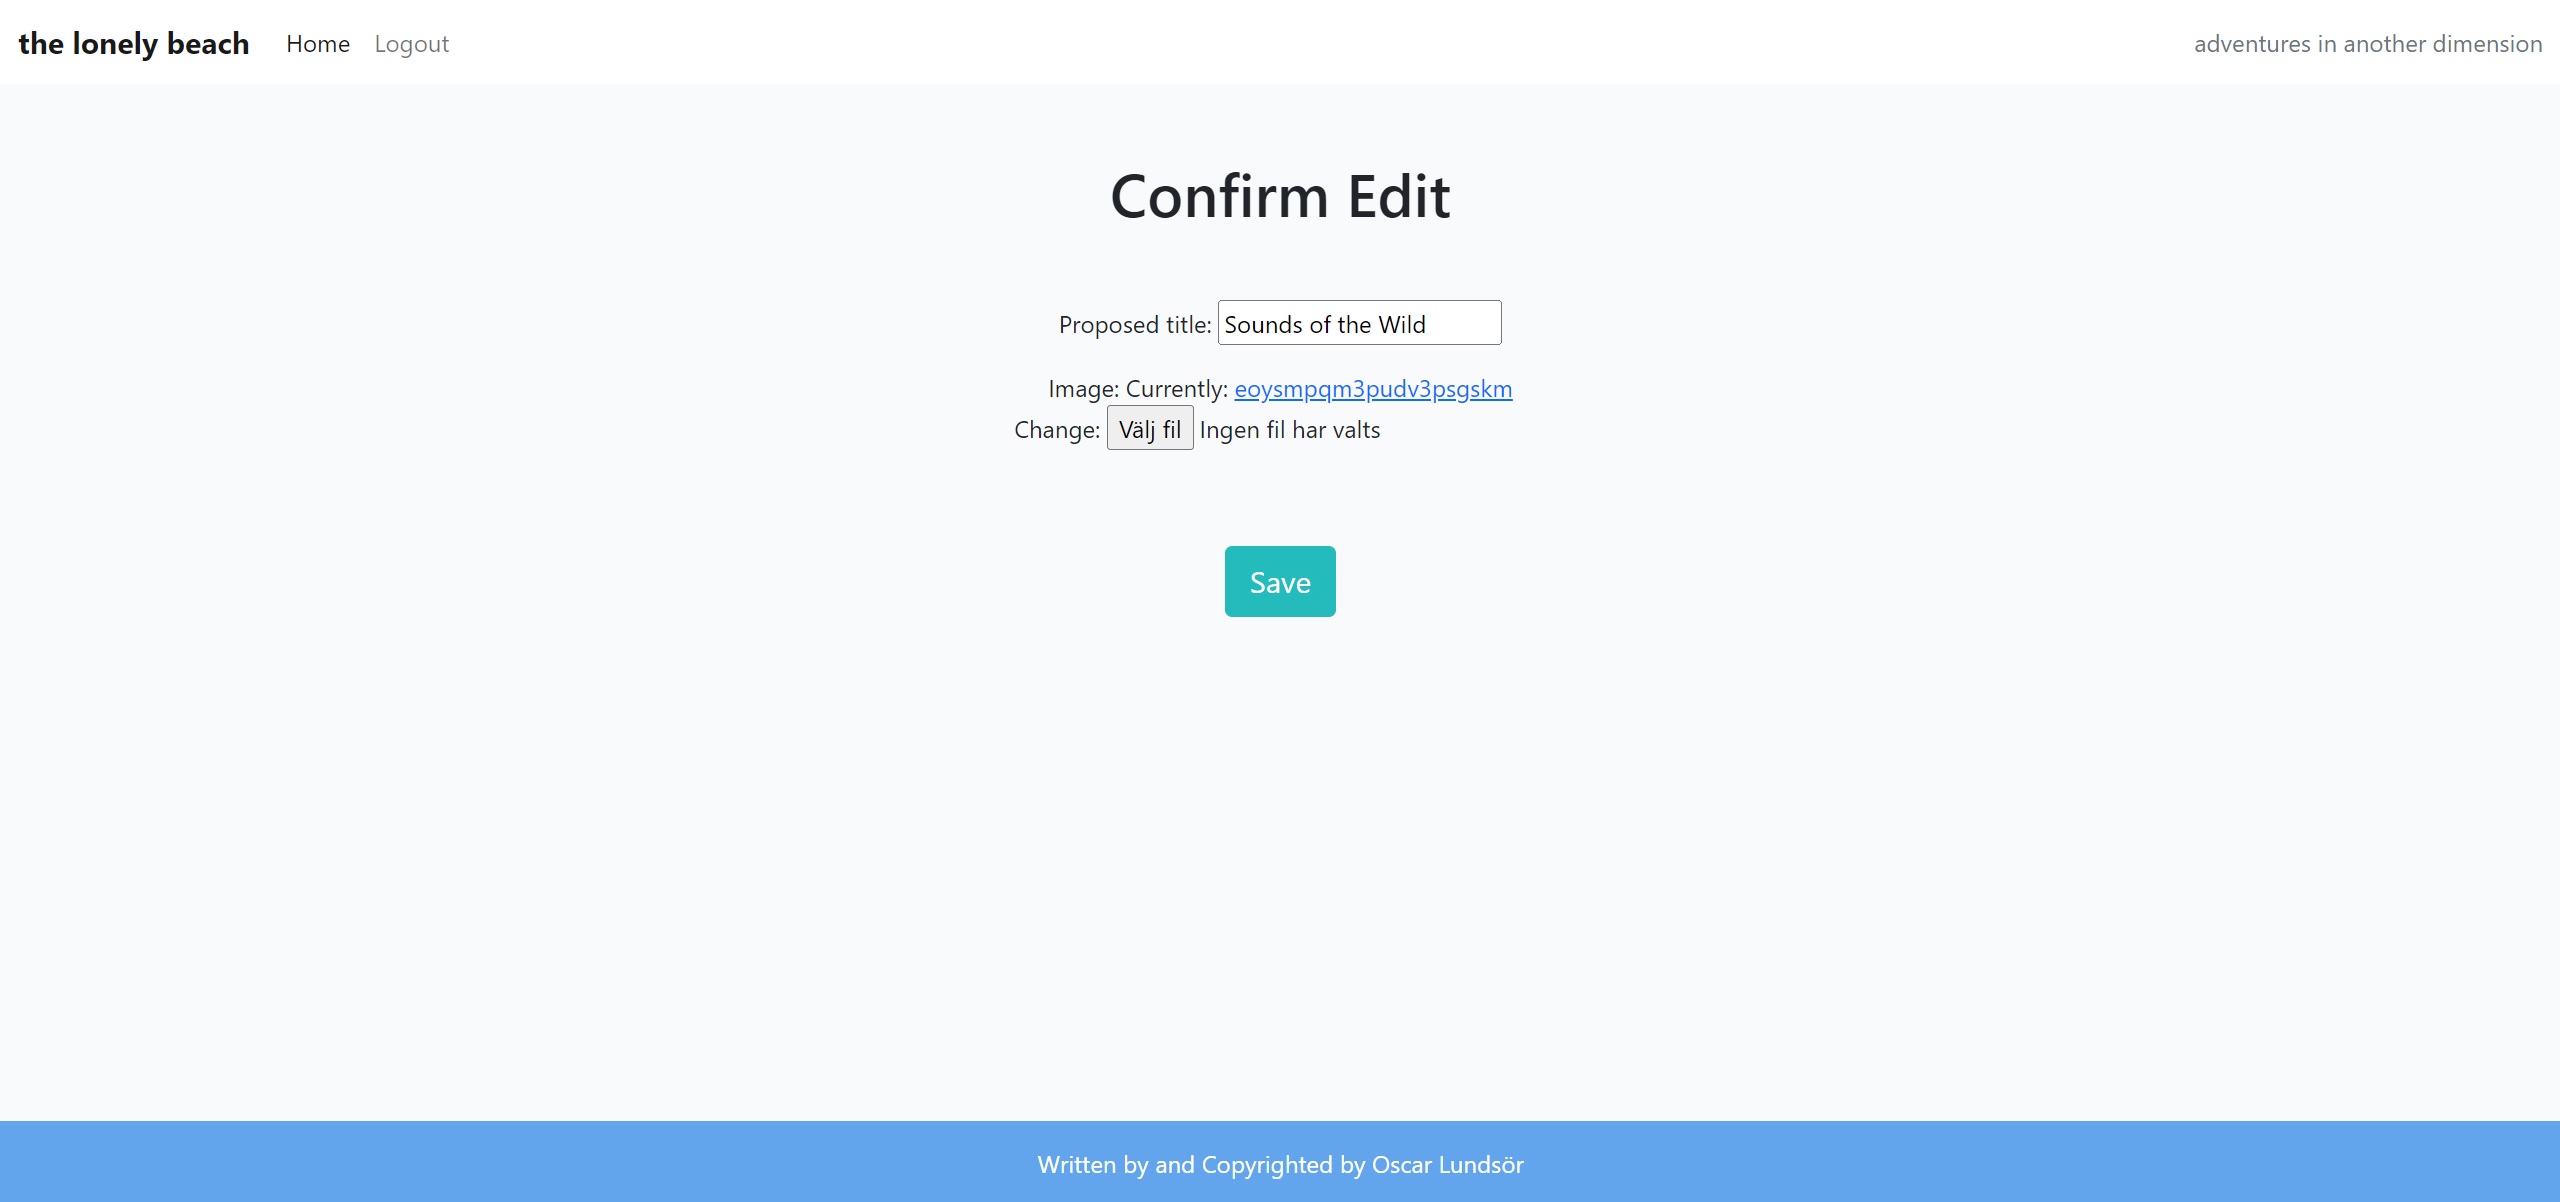 the lonely beach Home Logout adventures in another dimension
Confirm Edit
Proposed title: Sounds of the Wild
Image: Currently: eoysmpqm3pudv3psgskm
Change: Välj fil Ingen fil har valts
Save
Written by and Copyrighted by Oscar Lundsör